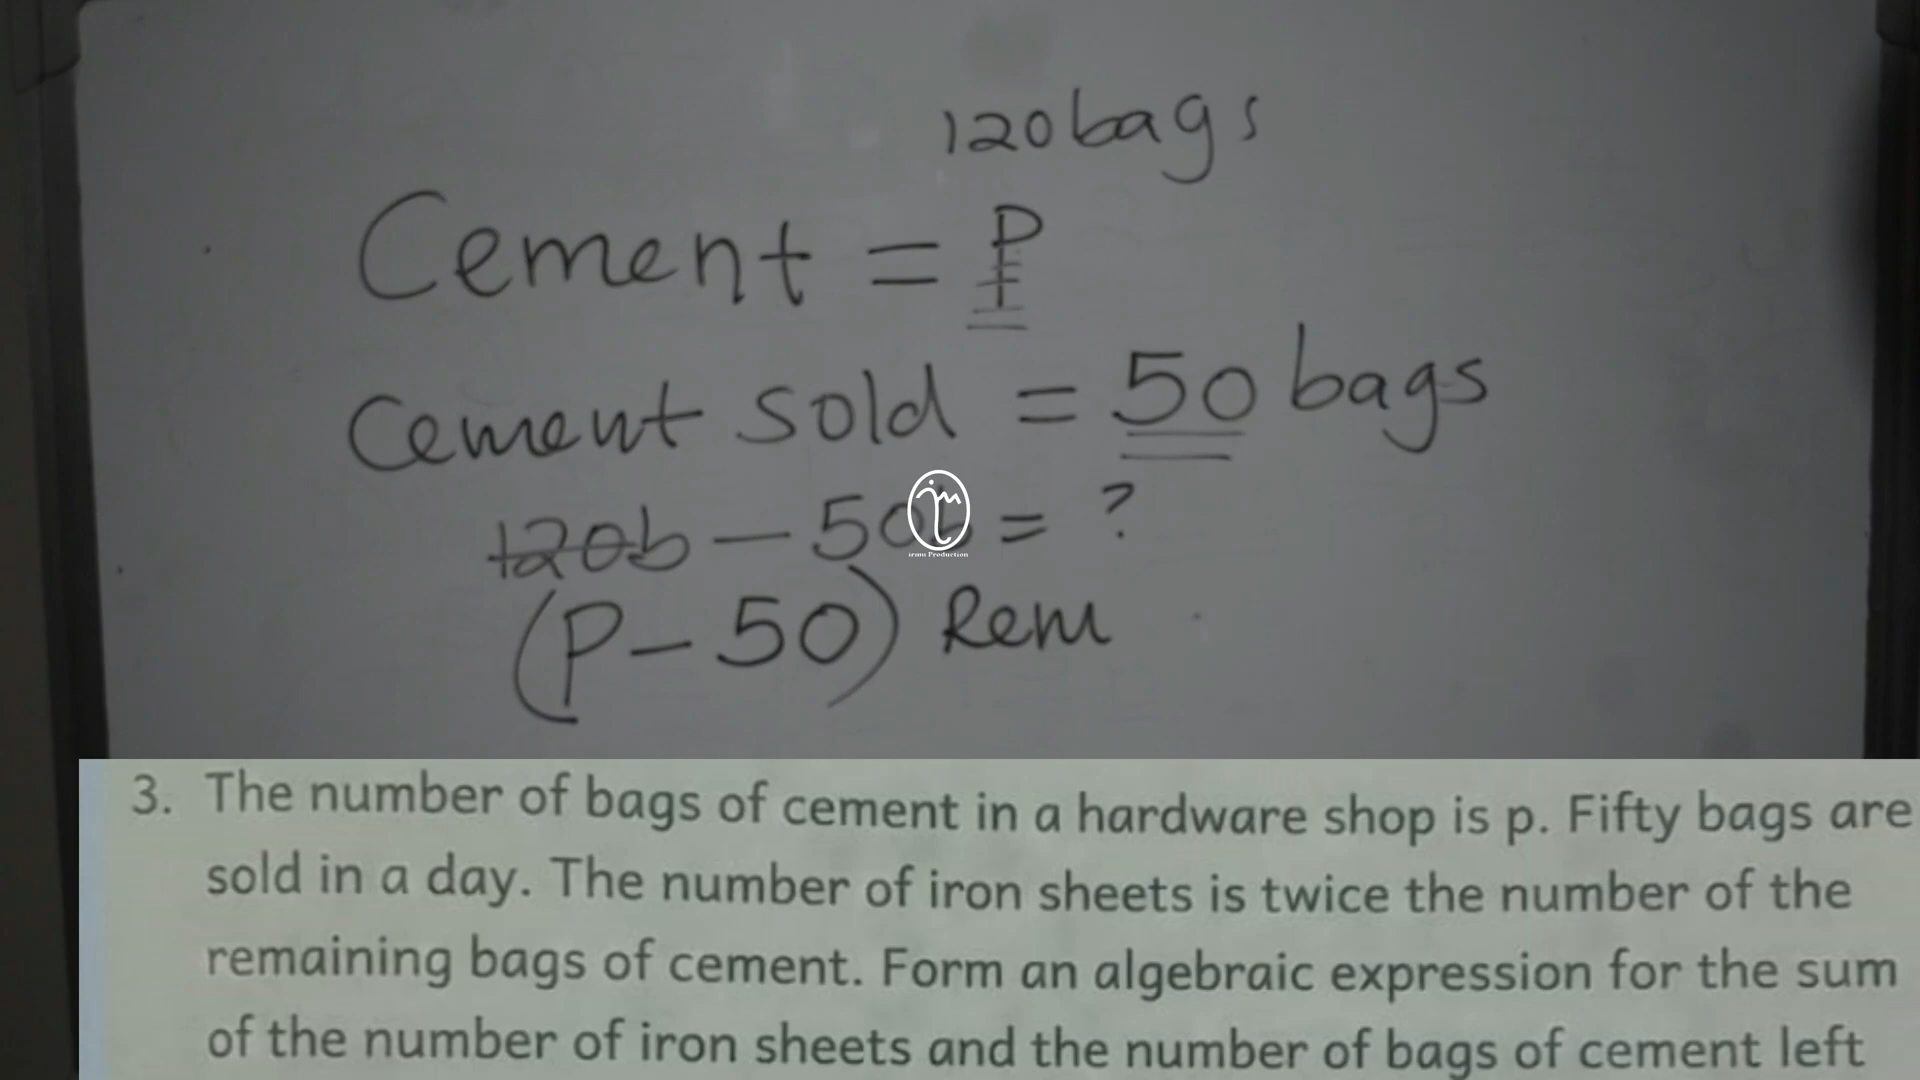 120bags
Cement = P
Cement sold = 50 bags
120b - 50b = ?
(P - 50) Rem
irmu Production
3. The number of bags of cement in a hardware shop is p. Fifty bags are
sold in a day. The number of iron sheets is twice the number of the
remaining bags of cement. Form an algebraic expression for the sum
of the number of iron sheets and the number of bags of cement left